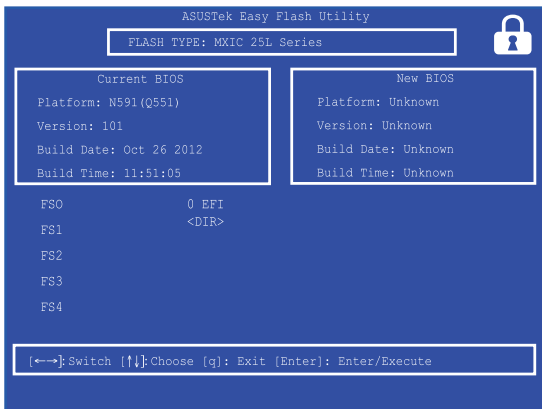 ASUSTek Easy Flash Utility
FLASH TYPE: MXIC 25L Series
Current BIOS
Platform: N591(Q551)
Version: 101
Build Date: Oct 26 2012
Build Time: 11:51:05
New BIOS
Platform: Unknown
Version: Unknown
Build Date: Unknown
Build Time: Unknown
FS0 0 EFI
FS1 <DIR>
FS2
FS3
FS4
[←→]: Switch [↑↓]: Choose [q]: Exit [Enter]: Enter/Execute